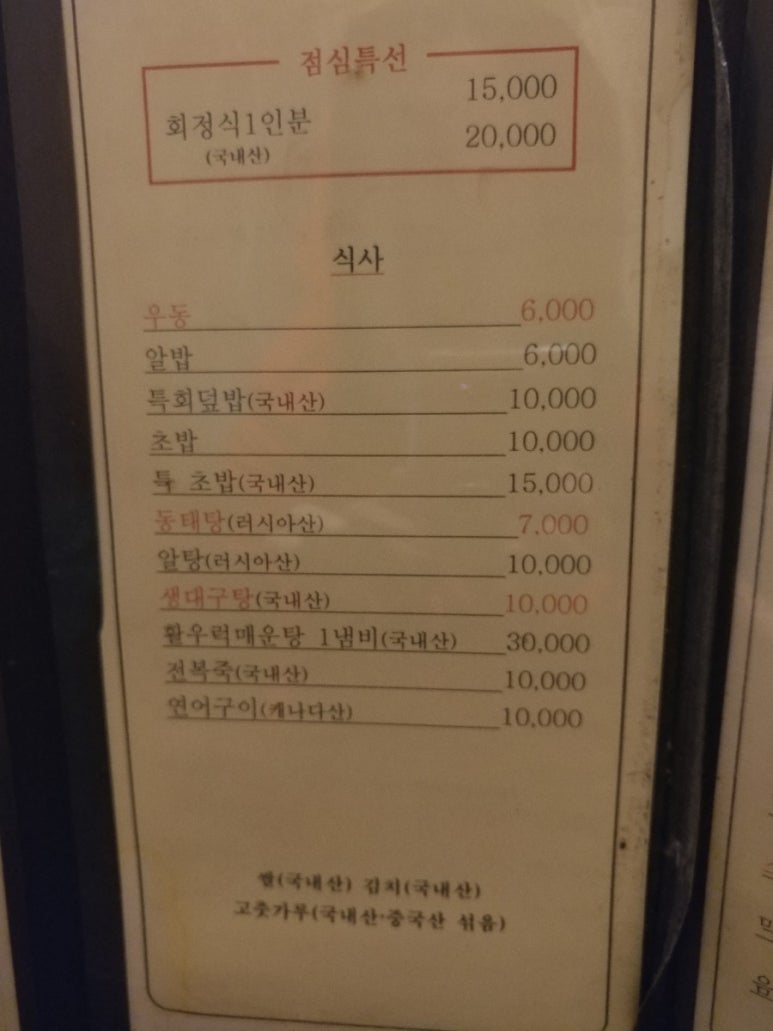 점심특선
15,000
회정식1인분 20,000
(국내산)
식사
우동 6,000
알밥 6,000
특회덮밥(국내산) 10,000
초밥 10,000
특 초밥(국내산) 15,000
동태탕(러시아산) 7,000
알탕(러시아산) 10,000
생대구탕(국내산) 10,000
활우럭매운탕 1냄비(국내산) 30,000
전복죽(국내산) 10,000
연어구이(캐나다산) 10,000
쌀(국내산) 김치(국내산)
고춧가루(국내산·중국산 섞음)